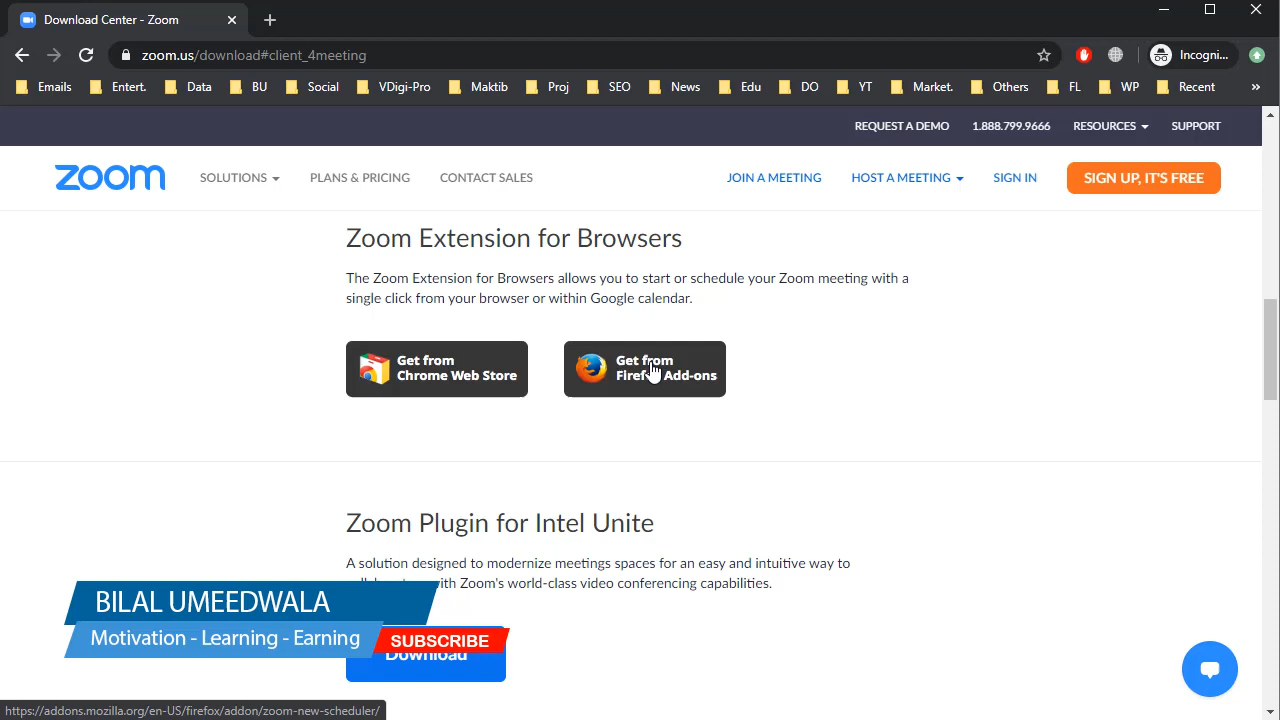 Download Center - Zoom
zoom.us/download#client_4meeting
Incogni...
Emails Entert. Data BU Social VDigi-Pro Maktib Proj SEO News Edu DO YT Market. Others FL WP Recent
REQUEST A DEMO 1.888.799.9666 RESOURCES SUPPORT
zoom SOLUTIONS PLANS & PRICING CONTACT SALES JOIN A MEETING HOST A MEETING SIGN IN SIGN UP, IT'S FREE
Zoom Extension for Browsers
The Zoom Extension for Browsers allows you to start or schedule your Zoom meeting with a
single click from your browser or within Google calendar.
Get from
Chrome Web Store
Get from
Firefox Add-ons
Zoom Plugin for Intel Unite
A solution designed to modernize meetings spaces for an easy and intuitive way to
with Zoom's world-class video conferencing capabilities.
BILAL UMEEDWALA
Motivation - Learning - Earning
SUBSCRIBE
Download
https://addons.mozilla.org/en-US/firefox/addon/zoom-new-scheduler/